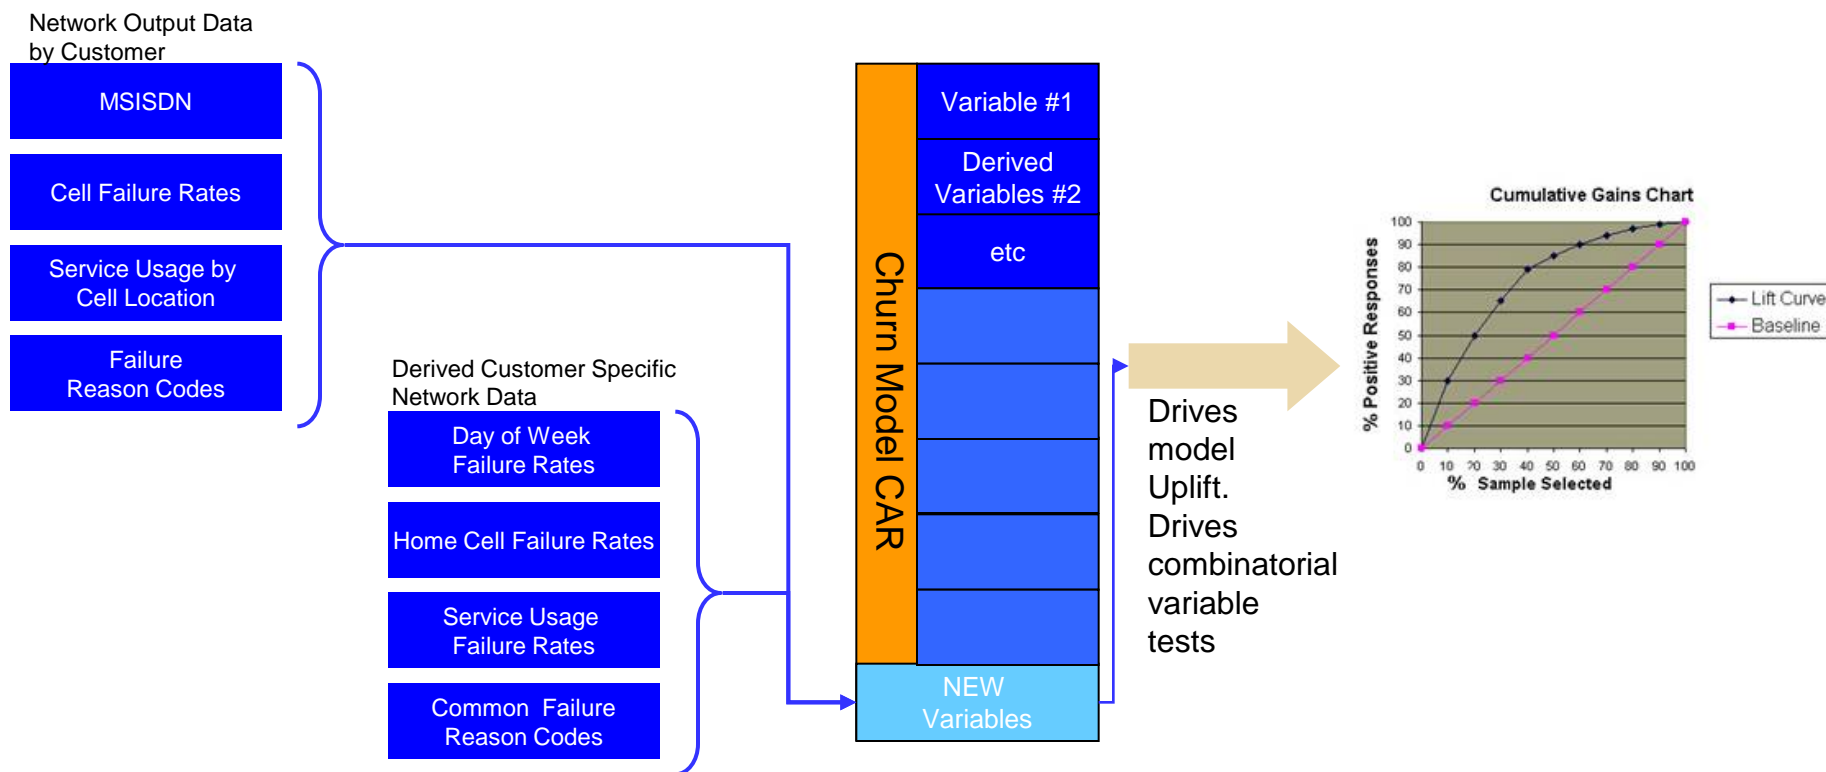 Network Output Data
by Customer
MSISDN
Cell Failure Rates
Service Usage by
Cell Location
Failure
Reason Codes
Derived Customer Specific
Network Data
Day of Week
Failure Rates
Home Cell Failure Rates
Service Usage
Failure Rates
Common Failure
Reason Codes
Churn Model CAR
Variable #1
Derived
Variables #2
etc
NEW
Variables
Drives
model
Uplift.
Drives
combinatorial
variable
tests
Cumulative Gains Chart
% Positive Responses
100
90
80
70
60
50
40
30
20
10
0
0 10 20 30 40 50 60 70 80 90 100
% Sample Selected
Lift Curve
Baseline